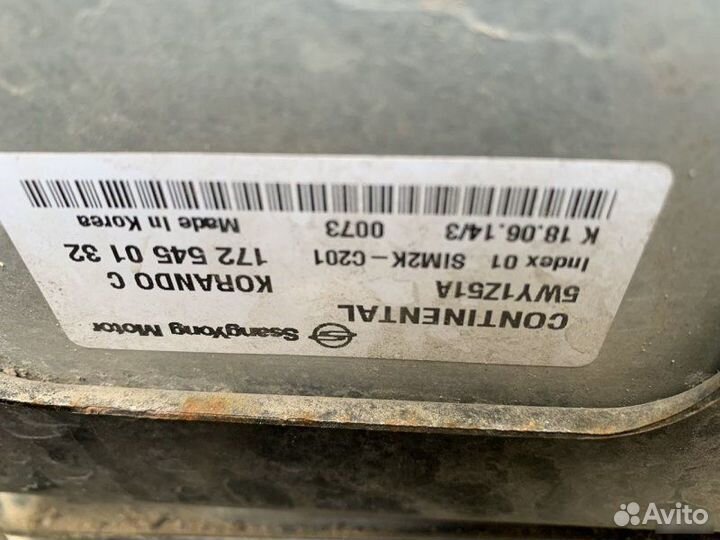 CONTINENTAL SsangYong Motor
5WY1Z51A KORANDO C
Index 01 SIM2K-C201 172 545 01 32
K 18.06.14/3 0073 Made In Korea
Avito